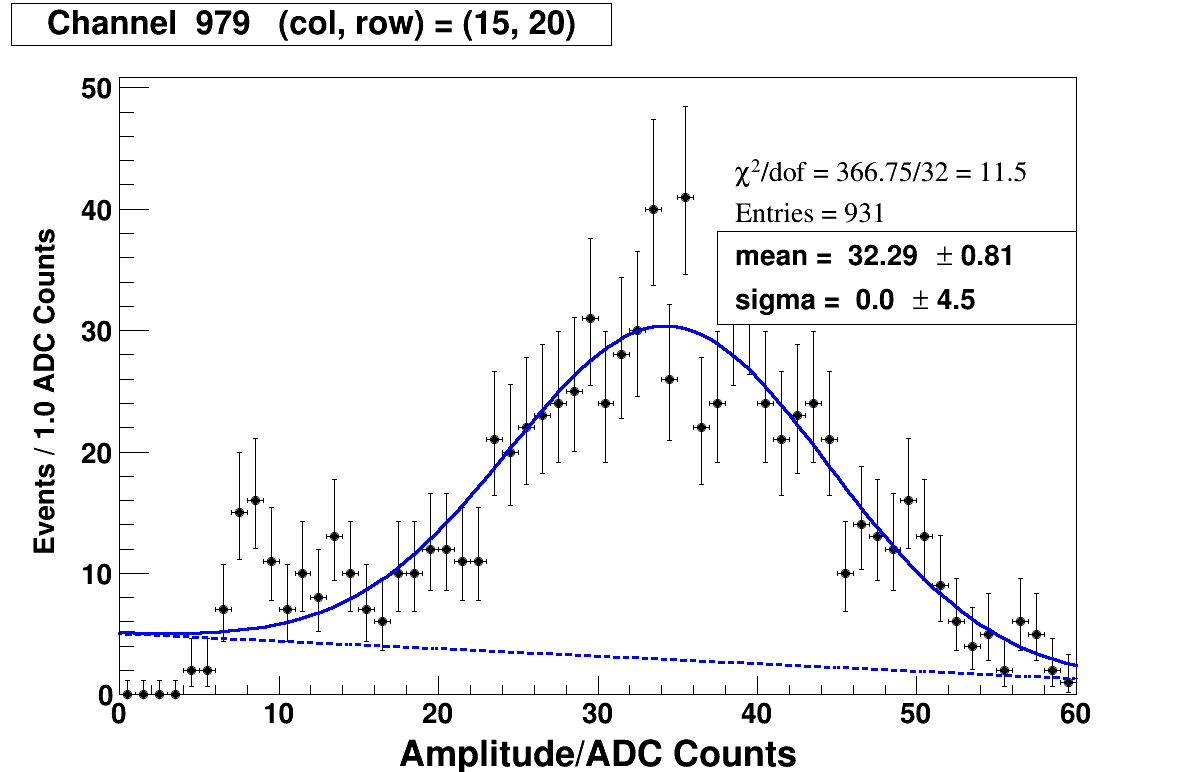 Channel 979 (col, row) = (15, 20)
50
40
30
20
10
0
Events / 1.0 ADC Counts
χ²/dof = 366.75/32 = 11.5
Entries = 931
mean = 32.29 ± 0.81
sigma = 0.0 ± 4.5
0 10 20 30 40 50 60
Amplitude/ADC Counts